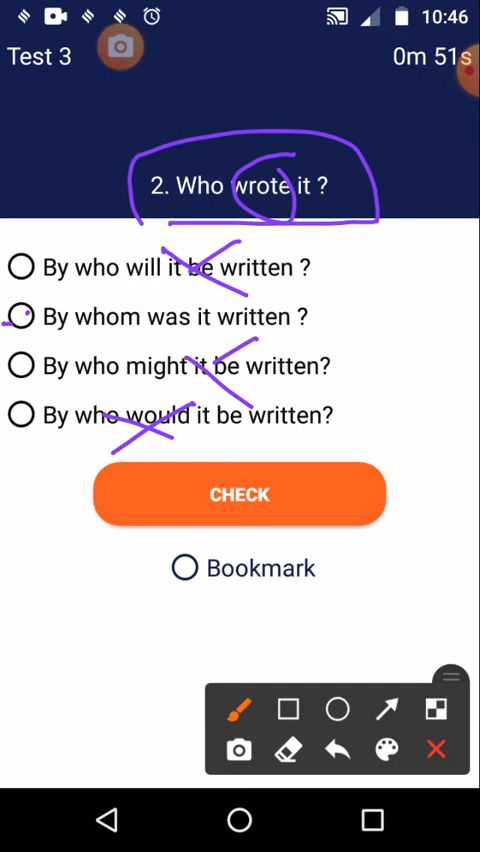 10:46
Test 3
0m 51s
2. Who wrote it ?
By who will it be written ?
By whom was it written ?
By who might it be written?
By who would it be written?
CHECK
Bookmark